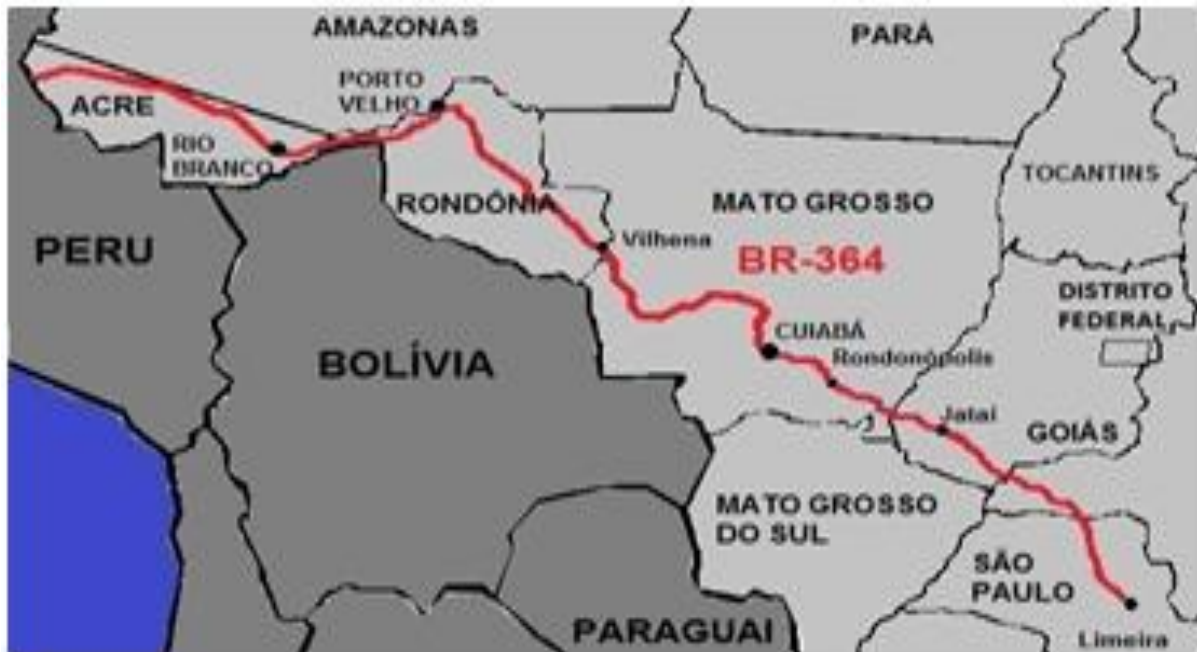 AMAZONAS
PARÁ
PORTO
VELHO
ACRE
RIO
BRANCO
TOCANTINS
RONDÔNIA
MATO GROSSO
PERU
Vilhena
BR-364
DISTRITO
FEDERAL
CUIABÁ
Rondonópolis
BOLÍVIA
Jataí
GOIÁS
MATO GROSSO
DO SUL
SÃO
PAULO
PARAGUAI
Limeira